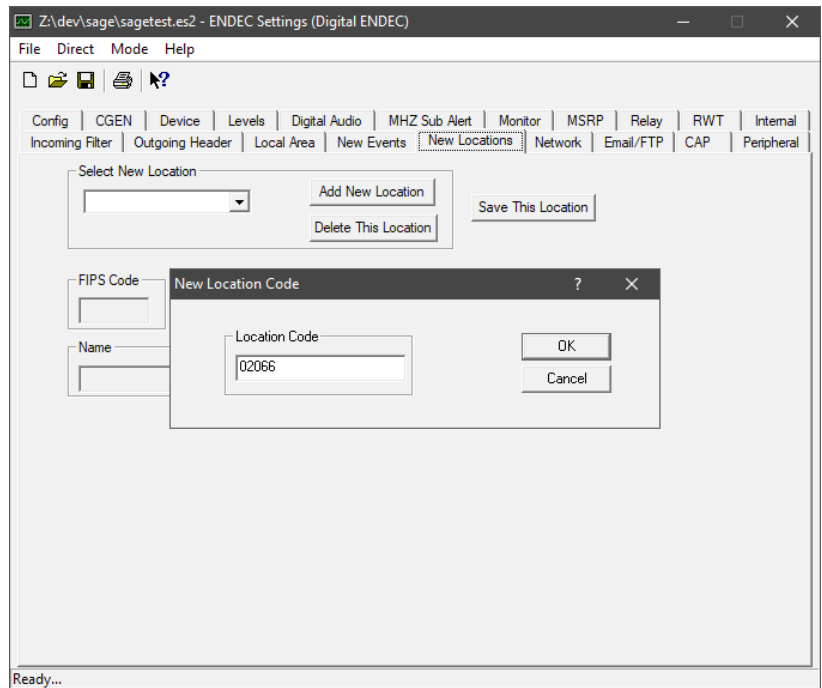 Z:\dev\sage\sagetest.es2 - ENDEC Settings (Digital ENDEC)
File Direct Mode Help
Config CGEN Device Levels Digital Audio MHZ Sub Alert Monitor MSRP Relay RWT Internal
Incoming Filter Outgoing Header Local Area New Events New Locations Network Email/FTP CAP Peripheral
Select New Location
Add New Location
Save This Location
Delete This Location
FIPS Code
New Location Code
Location Code
OK
Name
02066
Cancel
Ready...